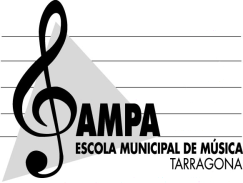 AMPA
ESCOLA MUNICIPAL DE MÚSICA
TARRAGONA